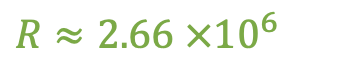 R ≈ 2.66 ×10⁶